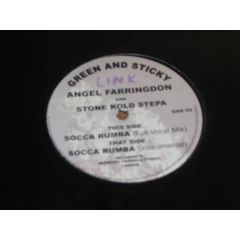 GREEN AND STICKY
LINK
ANGEL FARRINGDON
AND
STONE KOLD STEPA
THIS SIDE
SOCCA RUMBA (Full Vocal Mix)
THAT SIDE
SOCCA RUMBA (Instrumental)